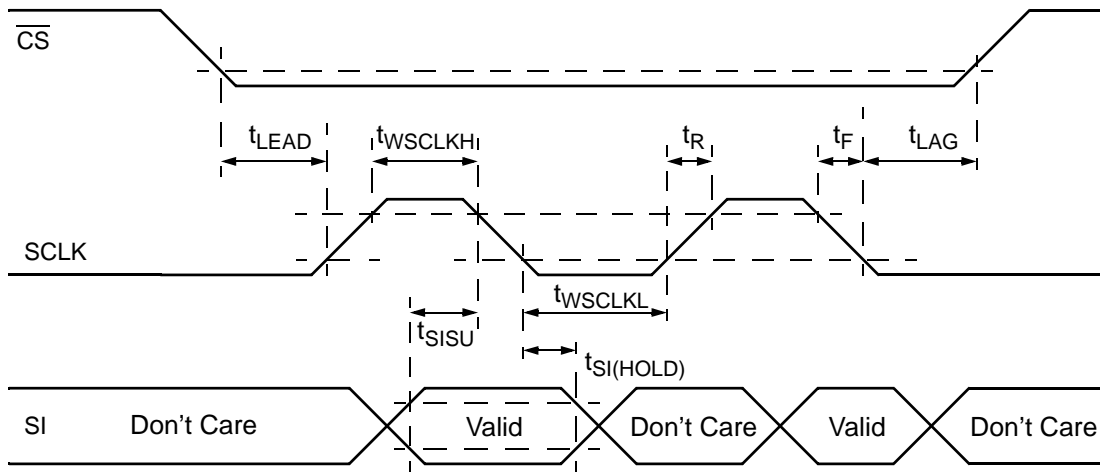 C̅S̅
tLEAD tWSCLKH tR tF tLAG
SCLK
tWSCLKL
tSISU
tSI(HOLD)
SI Don't Care Valid Don't Care Valid Don't Care